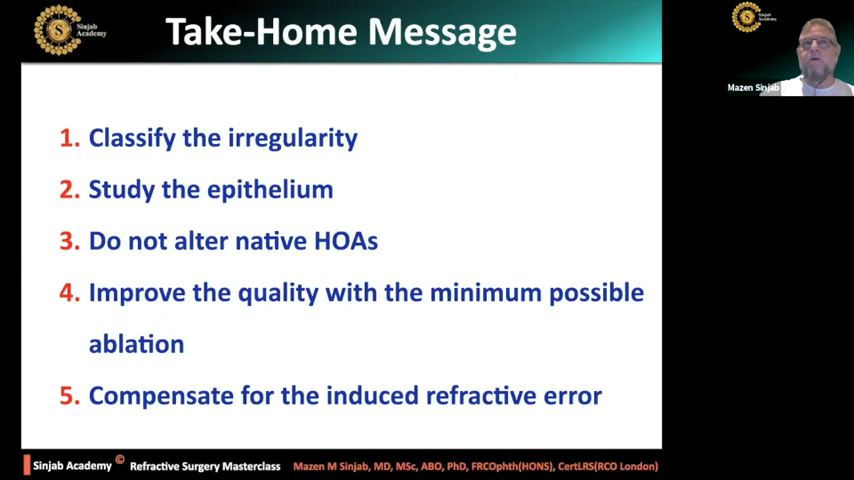 Sinjab
Academy
Take-Home Message
Sinjab
Academy
Mazen Sinjab
1. Classify the irregularity
2. Study the epithelium
3. Do not alter native HOAs
4. Improve the quality with the minimum possible
ablation
5. Compensate for the induced refractive error
Sinjab Academy © Refractive Surgery Masterclass Mazen M Sinjab, MD, MSc, ABO, PhD, FRCOphth(HONS), CertLRS(RCO London)